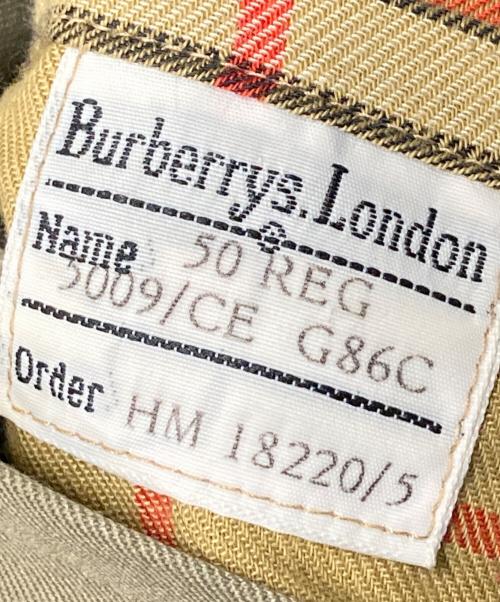 Burberrys.London
Name 50 REG
5009/CE G86C
Order HM 18220/5